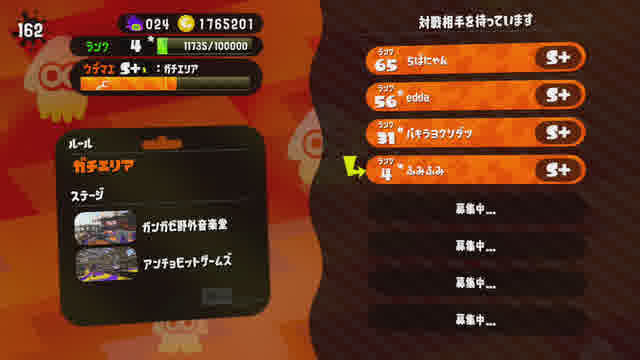 162
024 1765201
ランク 4* 11735/100000
ウデマエ S+1 : ガチエリア
ルール
ガチエリア
ステージ
ガンガゼ野外音楽堂
アンチョビットゲームズ
対戦相手を待っています
ランク 65 ちはにゃん S+
ランク 56* edda S+
ランク 31* バキラヨクソダツ S+
ランク 4* ふみふみ S+
募集中...
募集中...
募集中...
募集中...